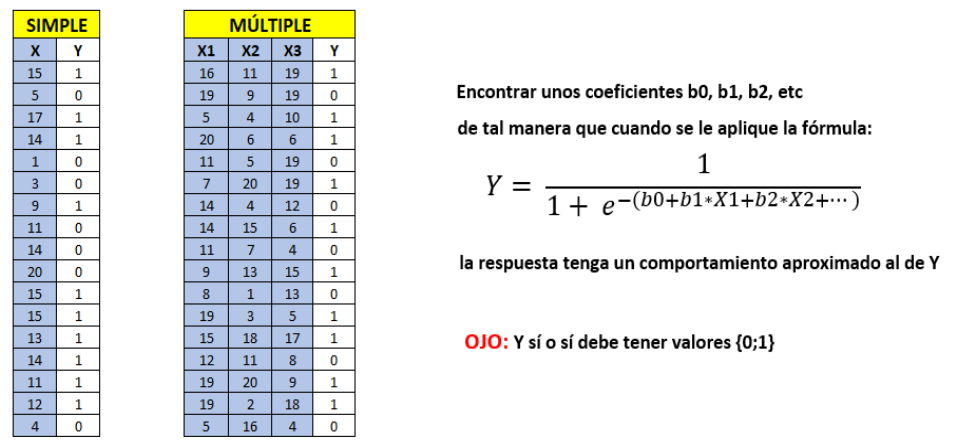 SIMPLE
X Y
15 1
5 0
17 1
14 1
1 0
3 0
9 1
11 0
14 0
20 0
15 1
15 1
13 1
14 1
11 1
12 1
4 0
MÚLTIPLE
X1 X2 X3 Y
16 11 19 1
19 9 19 0
5 4 10 1
20 6 6 1
11 5 19 0
7 20 19 1
14 4 12 0
14 15 6 1
11 7 4 0
9 13 15 1
8 1 13 0
19 3 5 1
15 18 17 1
12 11 8 0
19 20 9 1
19 2 18 1
5 16 4 0
Encontrar unos coeficientes b0, b1, b2, etc
de tal manera que cuando se le aplique la fórmula:
Y = 1 / (1 + e^−(b0+b1∗X1+b2∗X2+⋯ ))
la respuesta tenga un comportamiento aproximado al de Y
OJO: Y sí o sí debe tener valores {0;1}